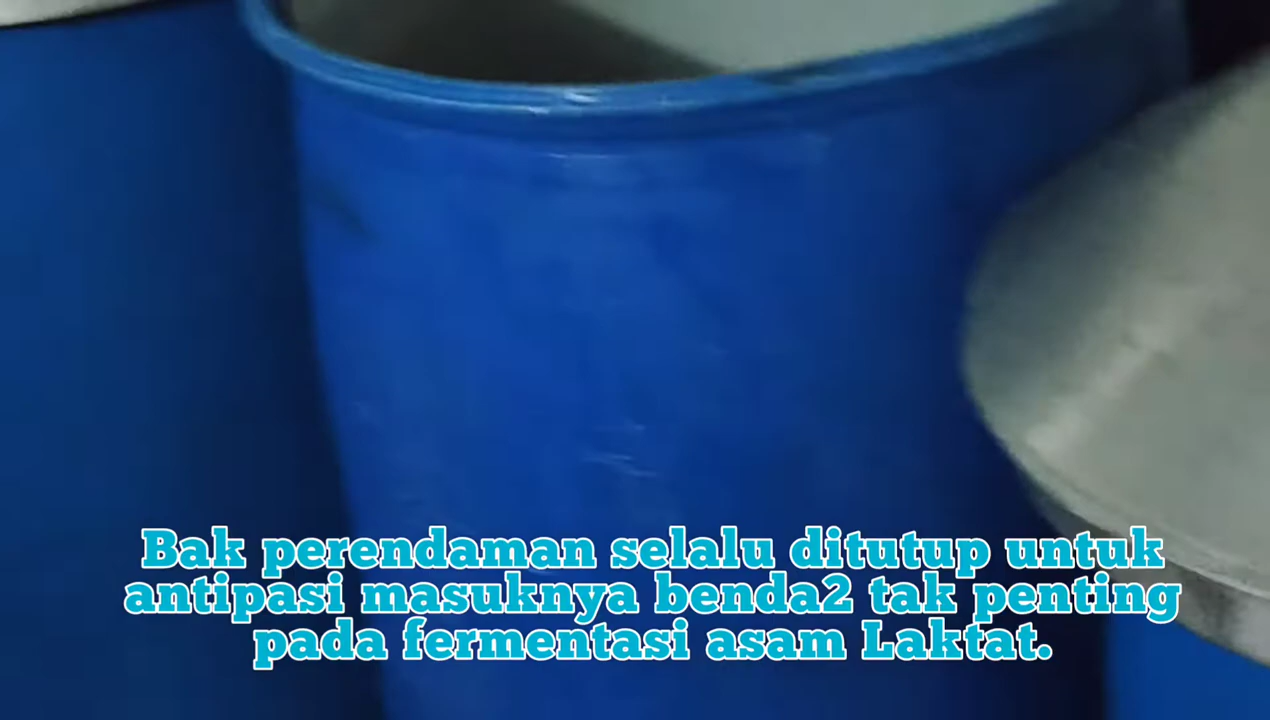 Bak perendaman selalu ditutup untuk
antipasi masuknya benda2 tak penting
pada fermentasi asam Laktat.